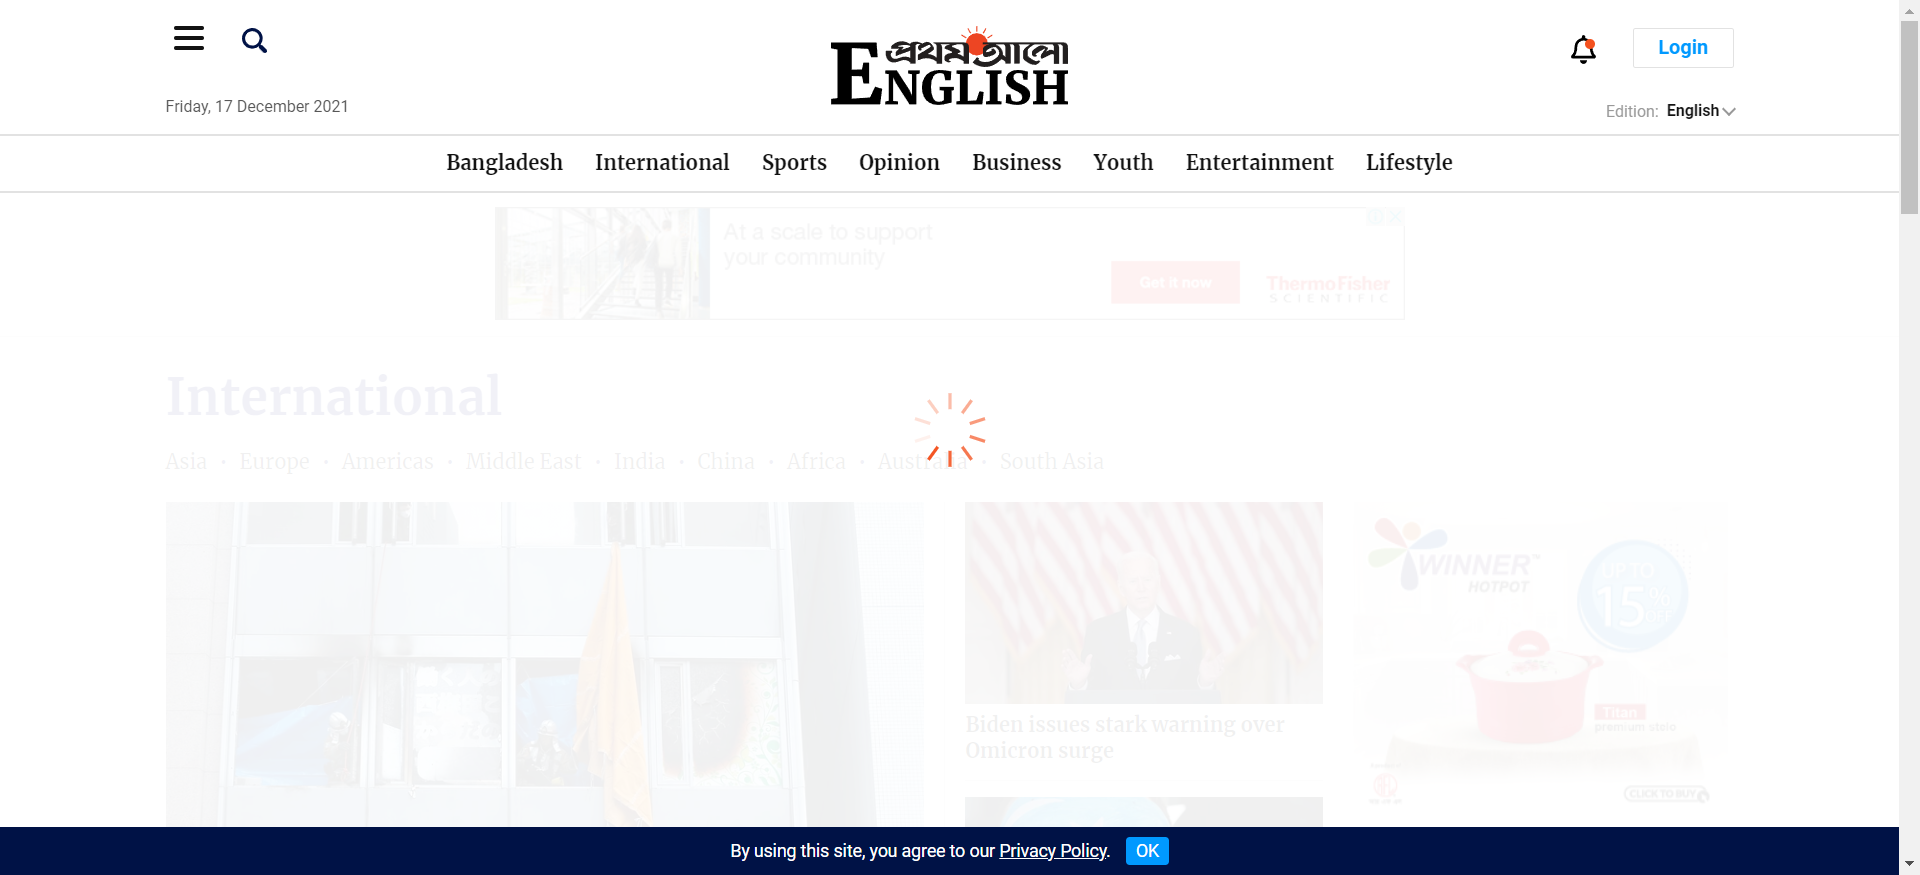 প্রথম আলো
ENGLISH
Login
Friday, 17 December 2021
Edition: English
Bangladesh International Sports Opinion Business Youth Entertainment Lifestyle
At a scale to support
your community
Get it now
ThermoFisher
SCIENTIFIC
International
Asia • Europe • Americas • Middle East • India • China • Africa • Australia • South Asia
WINNER™
HOTPOT
UP TO
15%
Titan
premium stelo
Biden issues stark warning over
Omicron surge
CLICK TO BUY
By using this site, you agree to our Privacy Policy. OK